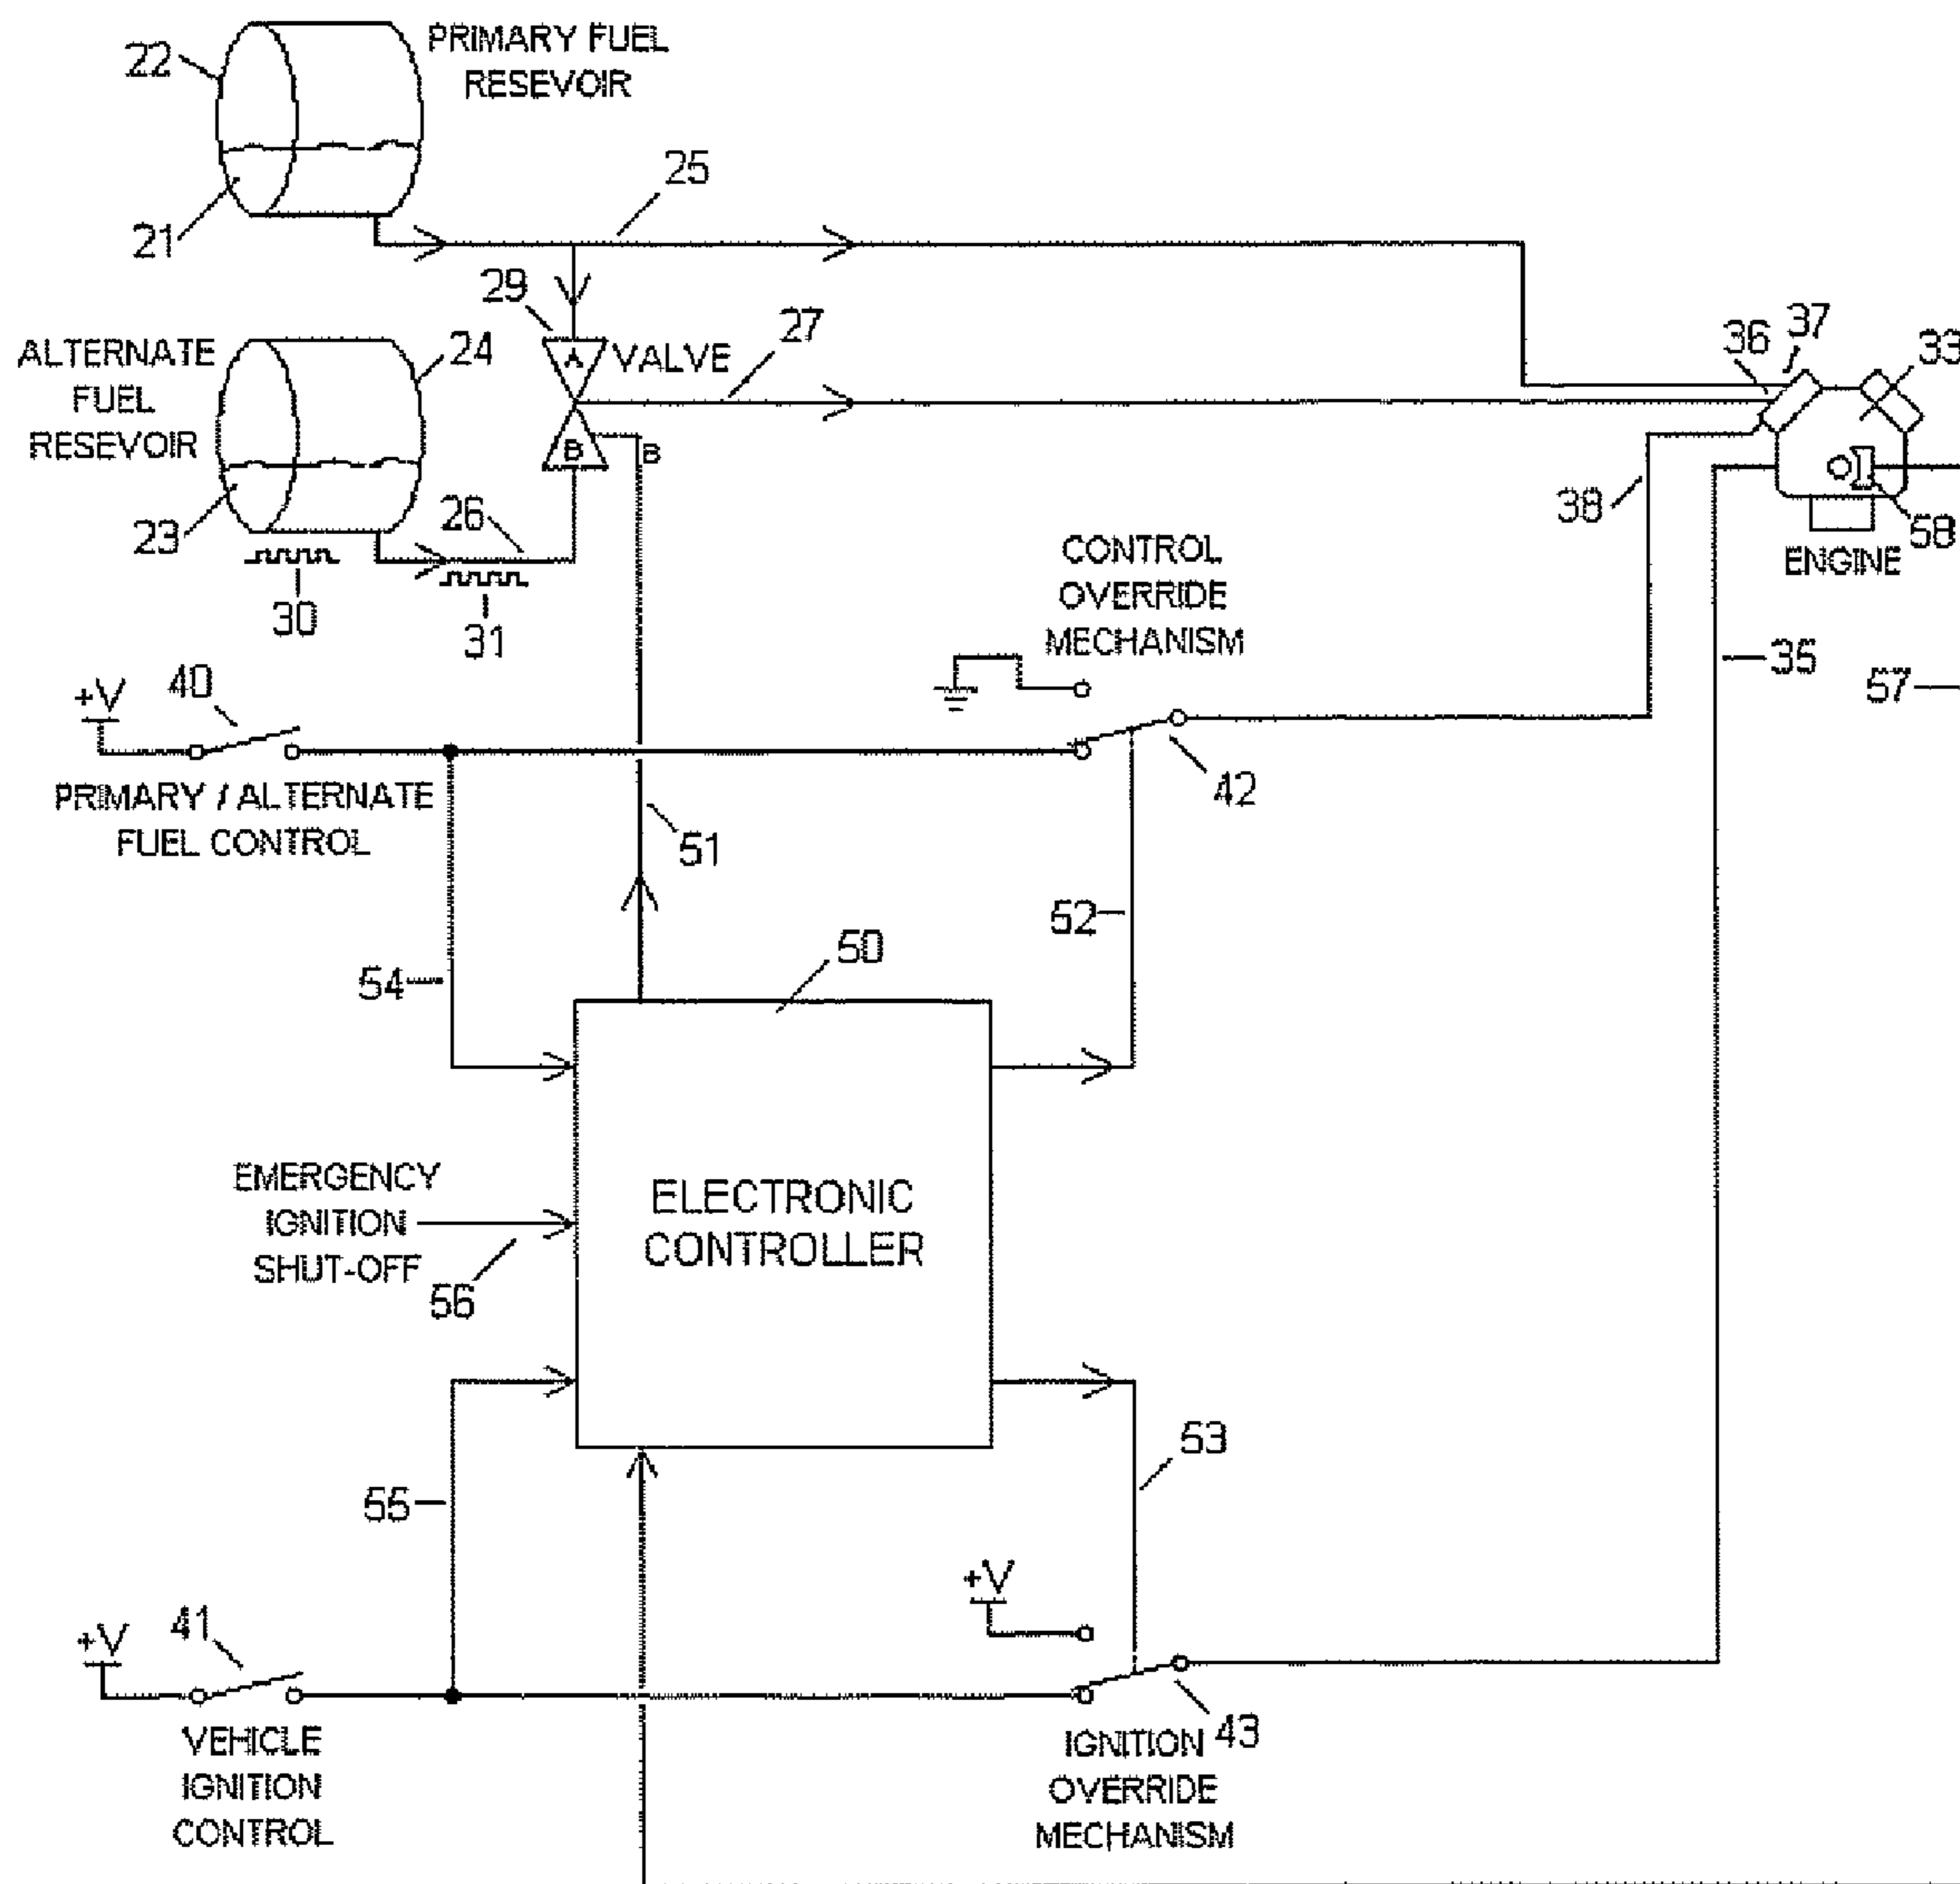 22
PRIMARY FUEL
RESEVOIR
21
25
29
A
VALVE
27
ALTERNATE
FUEL
RESEVOIR
24
23
30
26
31
B
B
36
37
33
38
58
ENGINE
35
57
CONTROL
OVERRIDE
MECHANISM
+V
40
PRIMARY / ALTERNATE
FUEL CONTROL
42
51
52
54
50
EMERGENCY
IGNITION
SHUT-OFF
56
ELECTRONIC
CONTROLLER
53
55
+V
+V
41
VEHICLE
IGNITION
CONTROL
43
IGNITION
OVERRIDE
MECHANISM